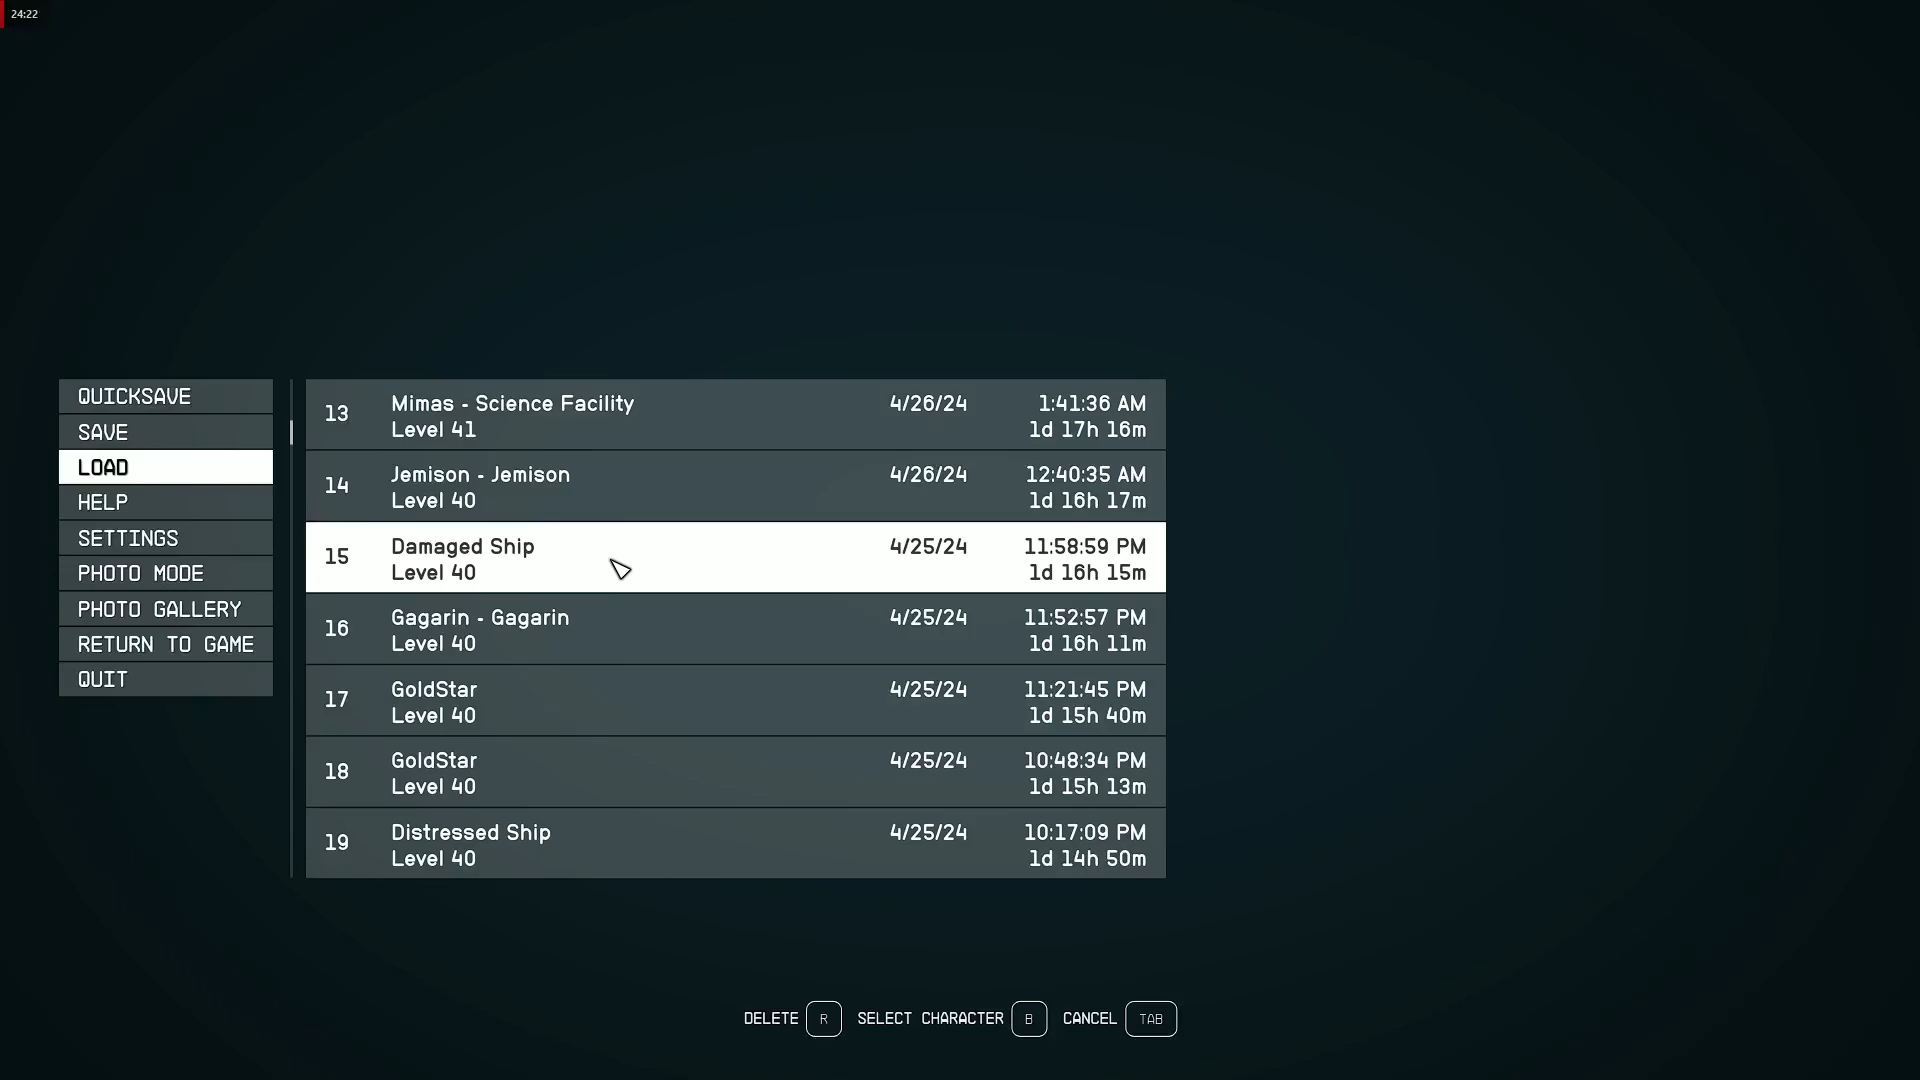 24:22
QUICKSAVE
SAVE
LOAD
HELP
SETTINGS
PHOTO MODE
PHOTO GALLERY
RETURN TO GAME
QUIT
13 Mimas - Science Facility 4/26/24 1:41:36 AM
Level 41 1d 17h 16m
14 Jemison - Jemison 4/26/24 12:40:35 AM
Level 40 1d 16h 17m
15 Damaged Ship 4/25/24 11:58:59 PM
Level 40 1d 16h 15m
16 Gagarin - Gagarin 4/25/24 11:52:57 PM
Level 40 1d 16h 11m
17 GoldStar 4/25/24 11:21:45 PM
Level 40 1d 15h 40m
18 GoldStar 4/25/24 10:48:34 PM
Level 40 1d 15h 13m
19 Distressed Ship 4/25/24 10:17:09 PM
Level 40 1d 14h 50m
DELETE R SELECT CHARACTER B CANCEL TAB